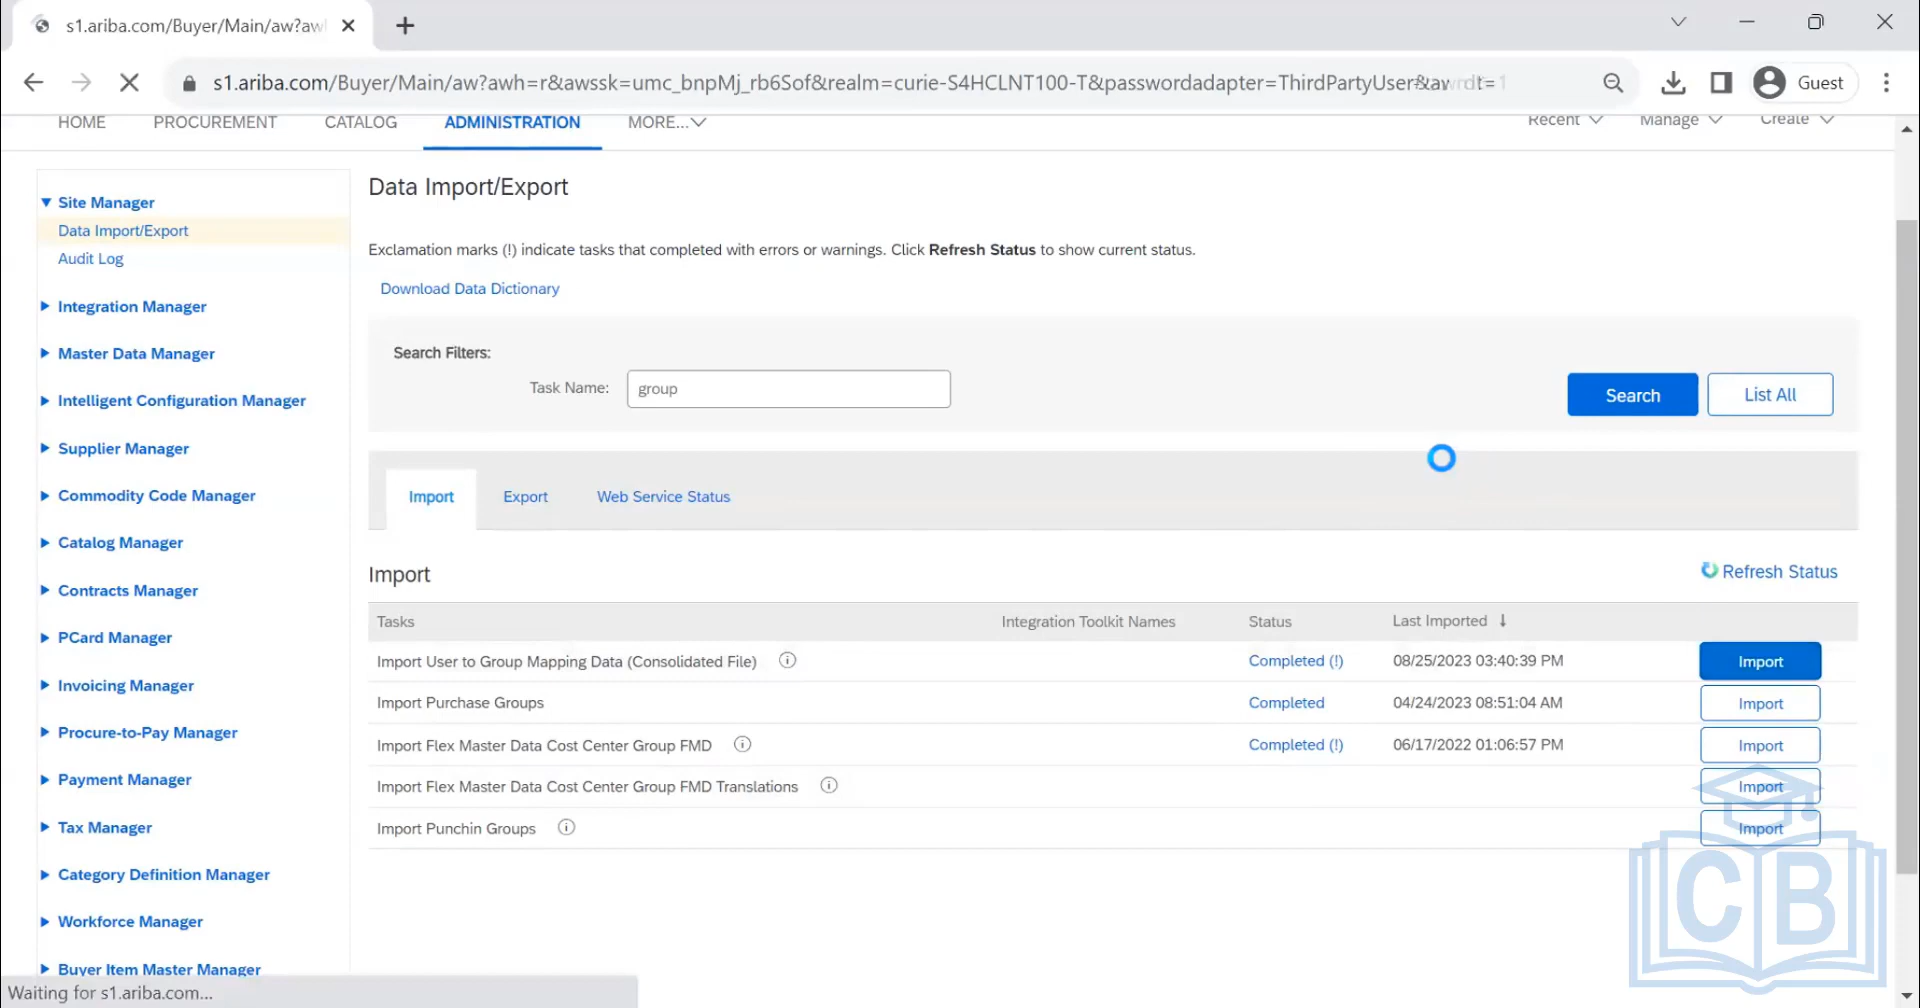 s1.ariba.com/Buyer/Main/aw?awh
s1.ariba.com/Buyer/Main/aw?awh=r&awssk=umc_bnpMj_rb6Sof&realm=curie-S4HCLNT100-T&passwordadapter=ThirdPartyUser&awrdt=1
Guest
HOME PROCUREMENT CATALOG ADMINISTRATION MORE... Recent Manage Create
Site Manager
Data Import/Export
Audit Log
Integration Manager
Master Data Manager
Intelligent Configuration Manager
Supplier Manager
Commodity Code Manager
Catalog Manager
Contracts Manager
PCard Manager
Invoicing Manager
Procure-to-Pay Manager
Payment Manager
Tax Manager
Category Definition Manager
Workforce Manager
Buyer Item Master Manager
Data Import/Export
Exclamation marks (!) indicate tasks that completed with errors or warnings. Click Refresh Status to show current status.
Download Data Dictionary
Search Filters:
Task Name: group
Search List All
Import Export Web Service Status
Import
Refresh Status
Tasks Integration Toolkit Names Status Last Imported ↓
Import User to Group Mapping Data (Consolidated File) Completed (!) 08/25/2023 03:40:39 PM Import
Import Purchase Groups Completed 04/24/2023 08:51:04 AM Import
Import Flex Master Data Cost Center Group FMD Completed (!) 06/17/2022 01:06:57 PM Import
Import Flex Master Data Cost Center Group FMD Translations Import
Import Punchin Groups Import
CB
Waiting for s1.ariba.com...